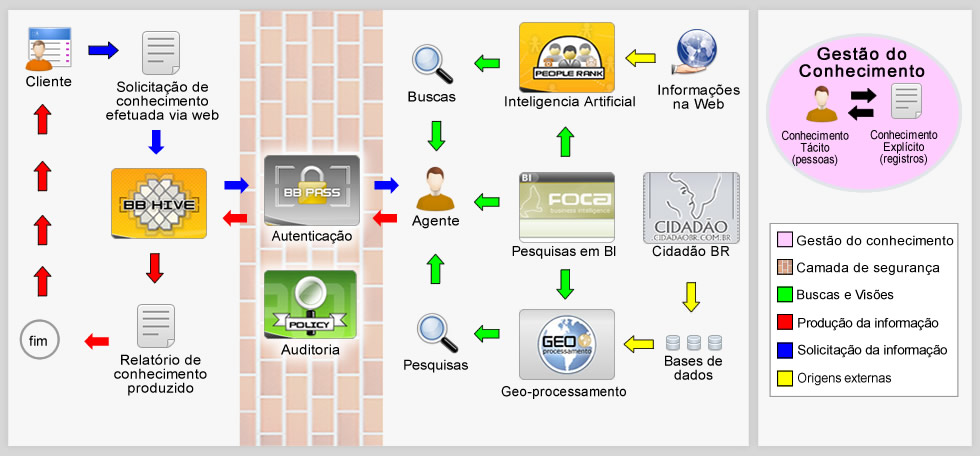 Cliente
Solicitação de
conhecimento
efetuada via web
BB HIVE
Relatório de
conhecimento
produzido
fim
BB PASS
Autenticação
POLICY
Auditoria
Buscas
Agente
Pesquisas
PEOPLE RANK
Inteligencia Artificial
Informações
na Web
BI
FOCA
business intelligence
Pesquisas em BI
CIDADÃO
CIDADAOBR.COM.BR
Cidadão BR
GEO
processamento
Geo-processamento
Bases de
dados
Gestão do
Conhecimento
Conhecimento
Tácito
(pessoas)
Conhecimento
Explícito
(registros)
Gestão do conhecimento
Camada de segurança
Buscas e Visões
Produção da informação
Solicitação da informação
Origens externas